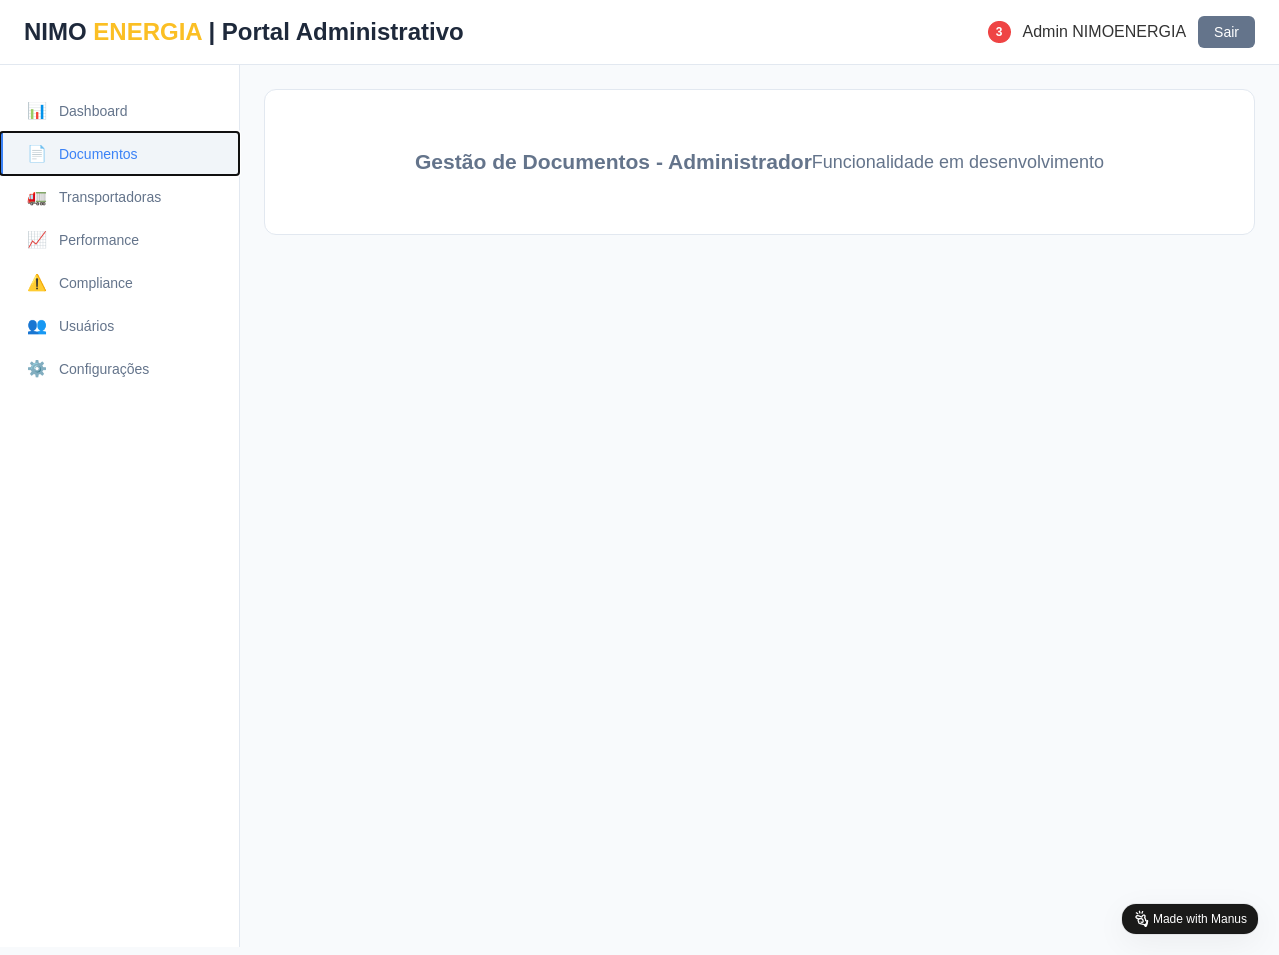 NIMO ENERGIA | Portal Administrativo
3 Admin NIMOENERGIA Sair
Dashboard
Documentos
Transportadoras
Performance
Compliance
Usuários
Configurações
Gestão de Documentos - AdministradorFuncionalidade em desenvolvimento
Made with Manus